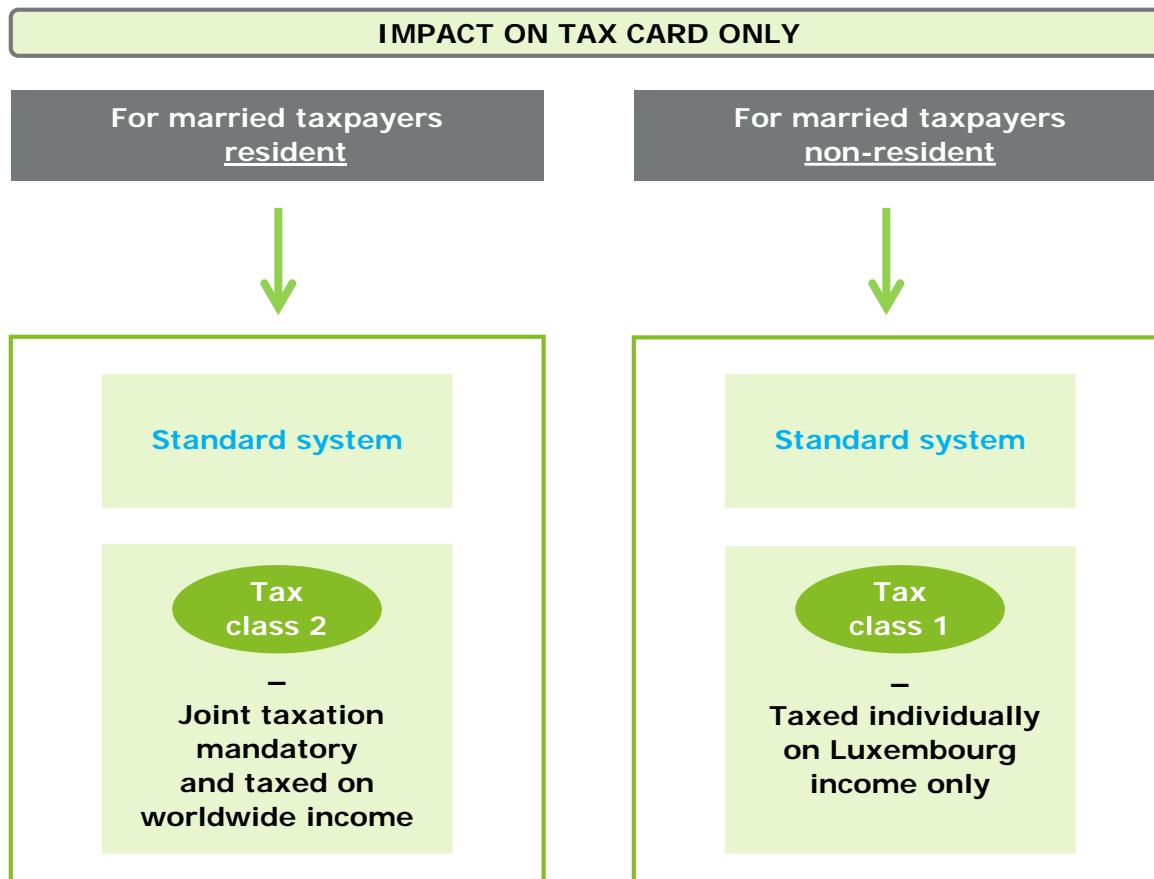 IMPACT ON TAX CARD ONLY
For married taxpayers
resident
Standard system
Tax
class 2
–
Joint taxation
mandatory
and taxed on
worldwide income
For married taxpayers
non-resident
Standard system
Tax
class 1
–
Taxed individually
on Luxembourg
income only